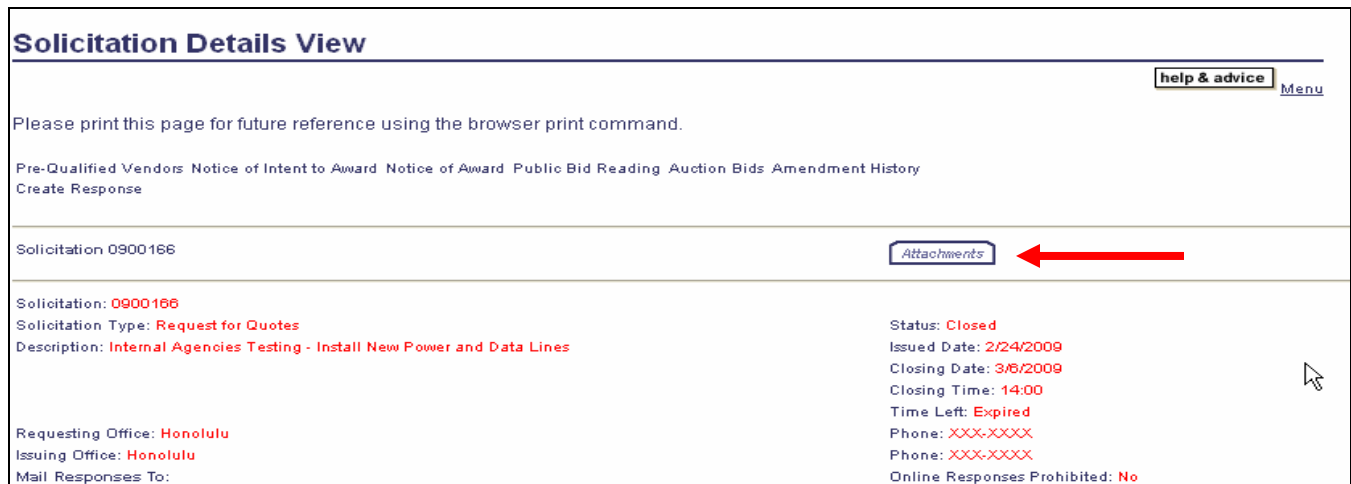 Solicitation Details View
help & advice Menu
Please print this page for future reference using the browser print command.
Pre-Qualified Vendors Notice of Intent to Award Notice of Award Public Bid Reading Auction Bids Amendment History
Create Response
Solicitation 0900166 Attachments
Solicitation: 0900166
Solicitation Type: Request for Quotes Status: Closed
Description: Internal Agencies Testing - Install New Power and Data Lines Issued Date: 2/24/2009
Closing Date: 3/6/2009
Closing Time: 14:00
Time Left: Expired
Requesting Office: Honolulu Phone: XXX-XXXX
Issuing Office: Honolulu Phone: XXX-XXXX
Mail Responses To: Online Responses Prohibited: No